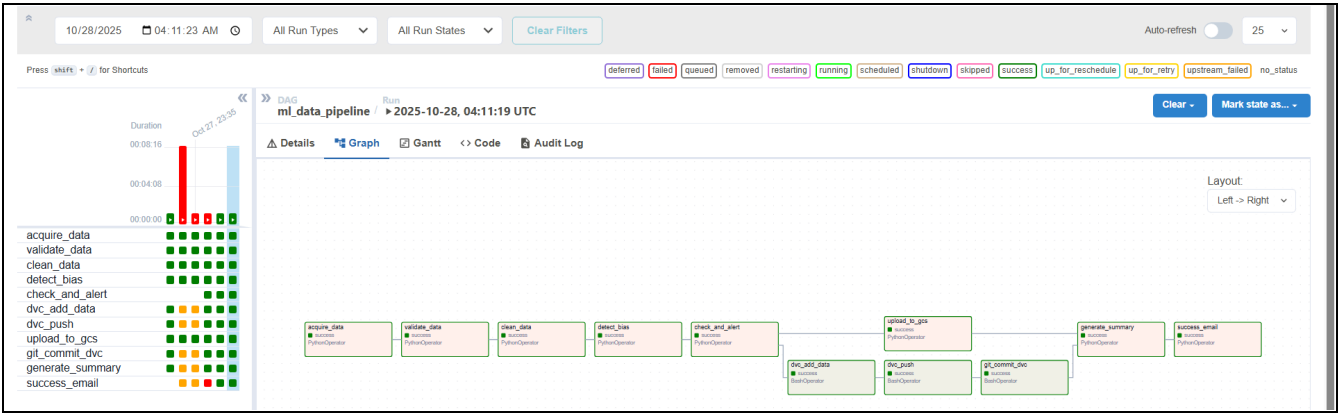 10/28/2025 04:11:23 AM All Run Types All Run States Clear Filters Auto-refresh 25
Press shift + / for Shortcuts deferred failed queued removed restarting running scheduled shutdown skipped success up_for_reschedule up_for_retry upstream_failed no_status
DAG Run
ml_data_pipeline / 2025-10-28, 04:11:19 UTC Clear Mark state as...
Duration Oct 27, 23:35
00:08:16
00:04:08
00:00:00
Details Graph Gantt <> Code Audit Log
Layout:
Left -> Right
acquire_data
validate_data
clean_data
detect_bias
check_and_alert
dvc_add_data
dvc_push
upload_to_gcs
git_commit_dvc
generate_summary
success_email
acquire_data
success
PythonOperator
validate_data
success
PythonOperator
clean_data
success
PythonOperator
detect_bias
success
PythonOperator
check_and_alert
success
PythonOperator
upload_to_gcs
success
PythonOperator
dvc_add_data
success
BashOperator
dvc_push
success
BashOperator
git_commit_dvc
success
BashOperator
generate_summary
success
PythonOperator
success_email
success
PythonOperator